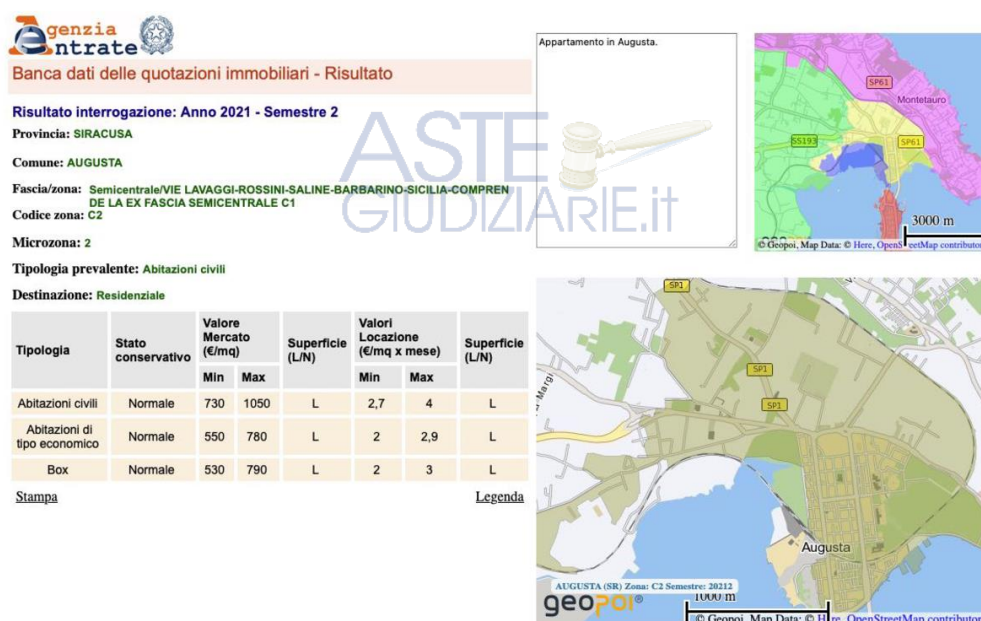 Agenzia
Entrate
Banca dati delle quotazioni immobiliari - Risultato
Risultato interrogazione: Anno 2021 - Semestre 2
Provincia: SIRACUSA
Comune: AUGUSTA
Fascia/zona: Semicentrale/VIE LAVAGGI-ROSSINI-SALINE-BARBARINO-SICILIA-COMPREN
DE LA EX FASCIA SEMICENTRALE C1
Codice zona: C2
Microzona: 2
Tipologia prevalente: Abitazioni civili
Destinazione: Residenziale
Tipologia Stato conservativo Valore Mercato (€/mq) Superficie (L/N) Valori Locazione (€/mq x mese) Superficie (L/N)
Min Max Min Max
Abitazioni civili Normale 730 1050 L 2,7 4 L
Abitazioni di tipo economico Normale 550 780 L 2 2,9 L
Box Normale 530 790 L 2 3 L
Stampa Legenda
ASTE
GIUDIZIARIE.it
Appartamento in Augusta.
SP61
Montetauro
SS193
SP61
3000 m
© Geopoi, Map Data: © Here, OpenStreetMap contributor
SP1
SP1
SP1
Augusta
AUGUSTA (SR) Zona: C2 Semestre: 20212
geopoi®
1000 m
© Geopoi, Map Data: © Here, OpenStreetMap contributor